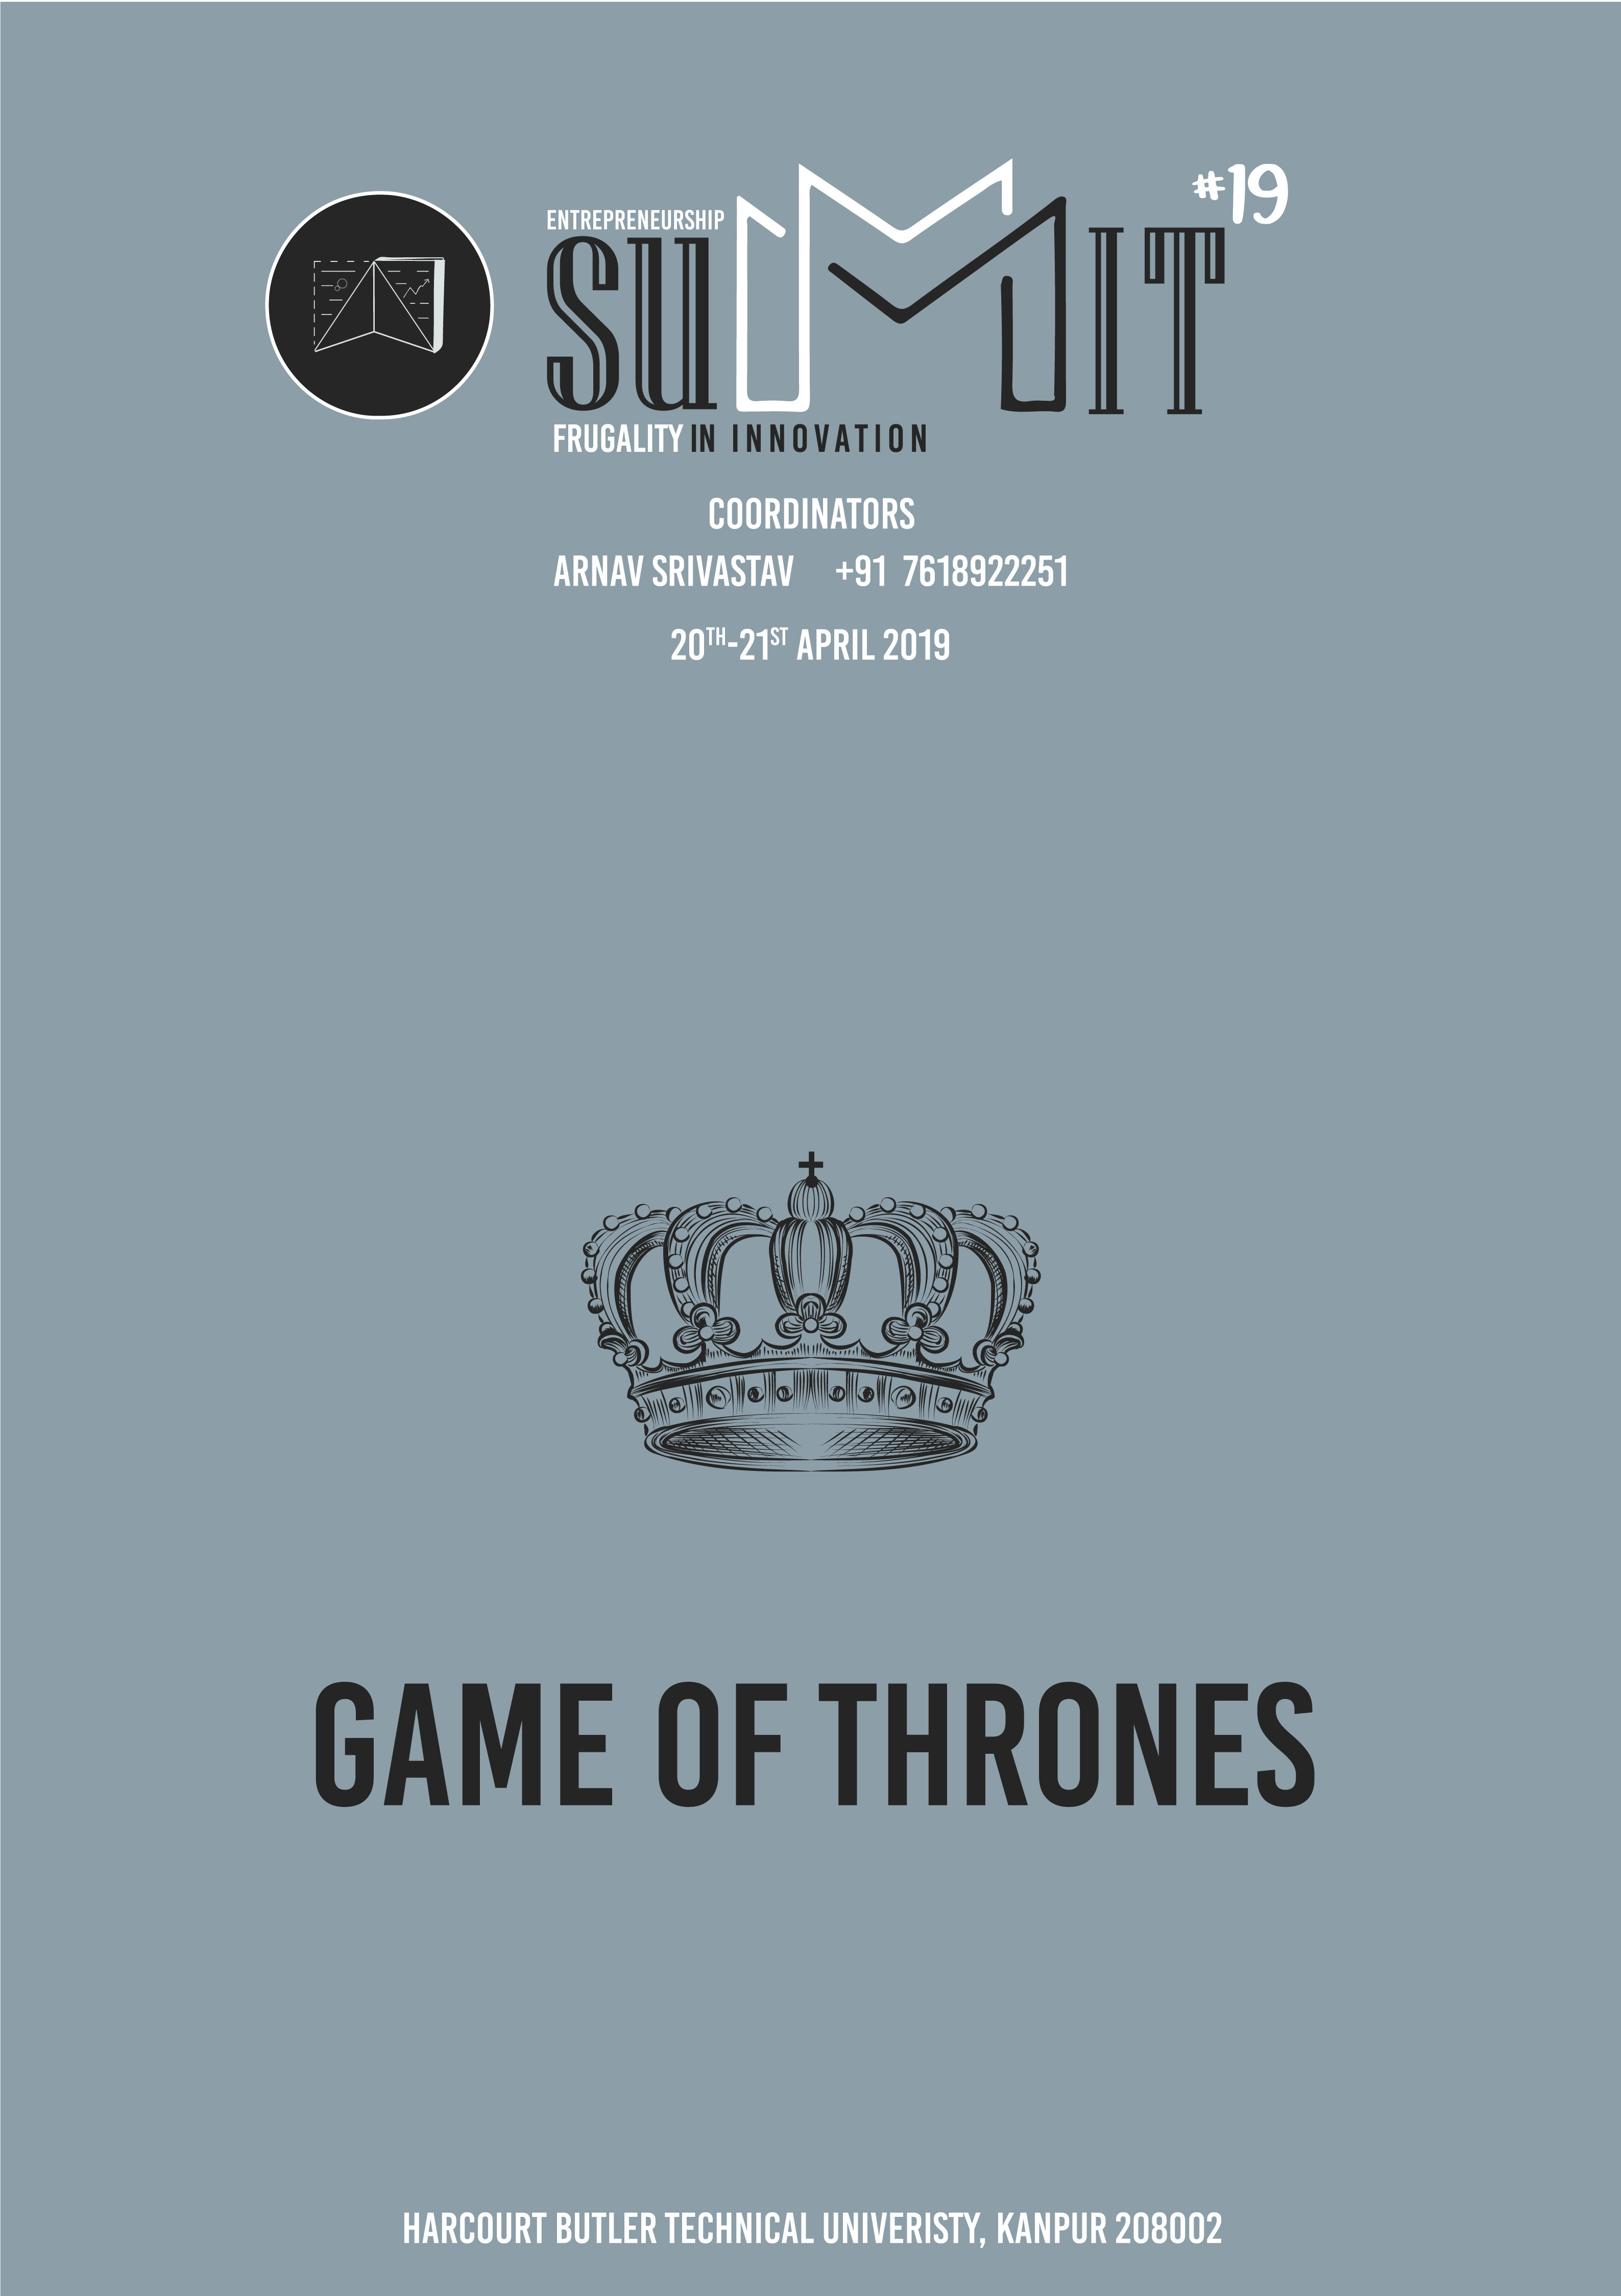 ENTREPRENEURSHIP
SUMMIT #19
FRUGALITY IN INNOVATION
COORDINATORS
ARNAV SRIVASTAV +91 7618922251
20TH-21ST APRIL 2019
GAME OF THRONES
HARCOURT BUTLER TECHNICAL UNIVERISTY, KANPUR 208002